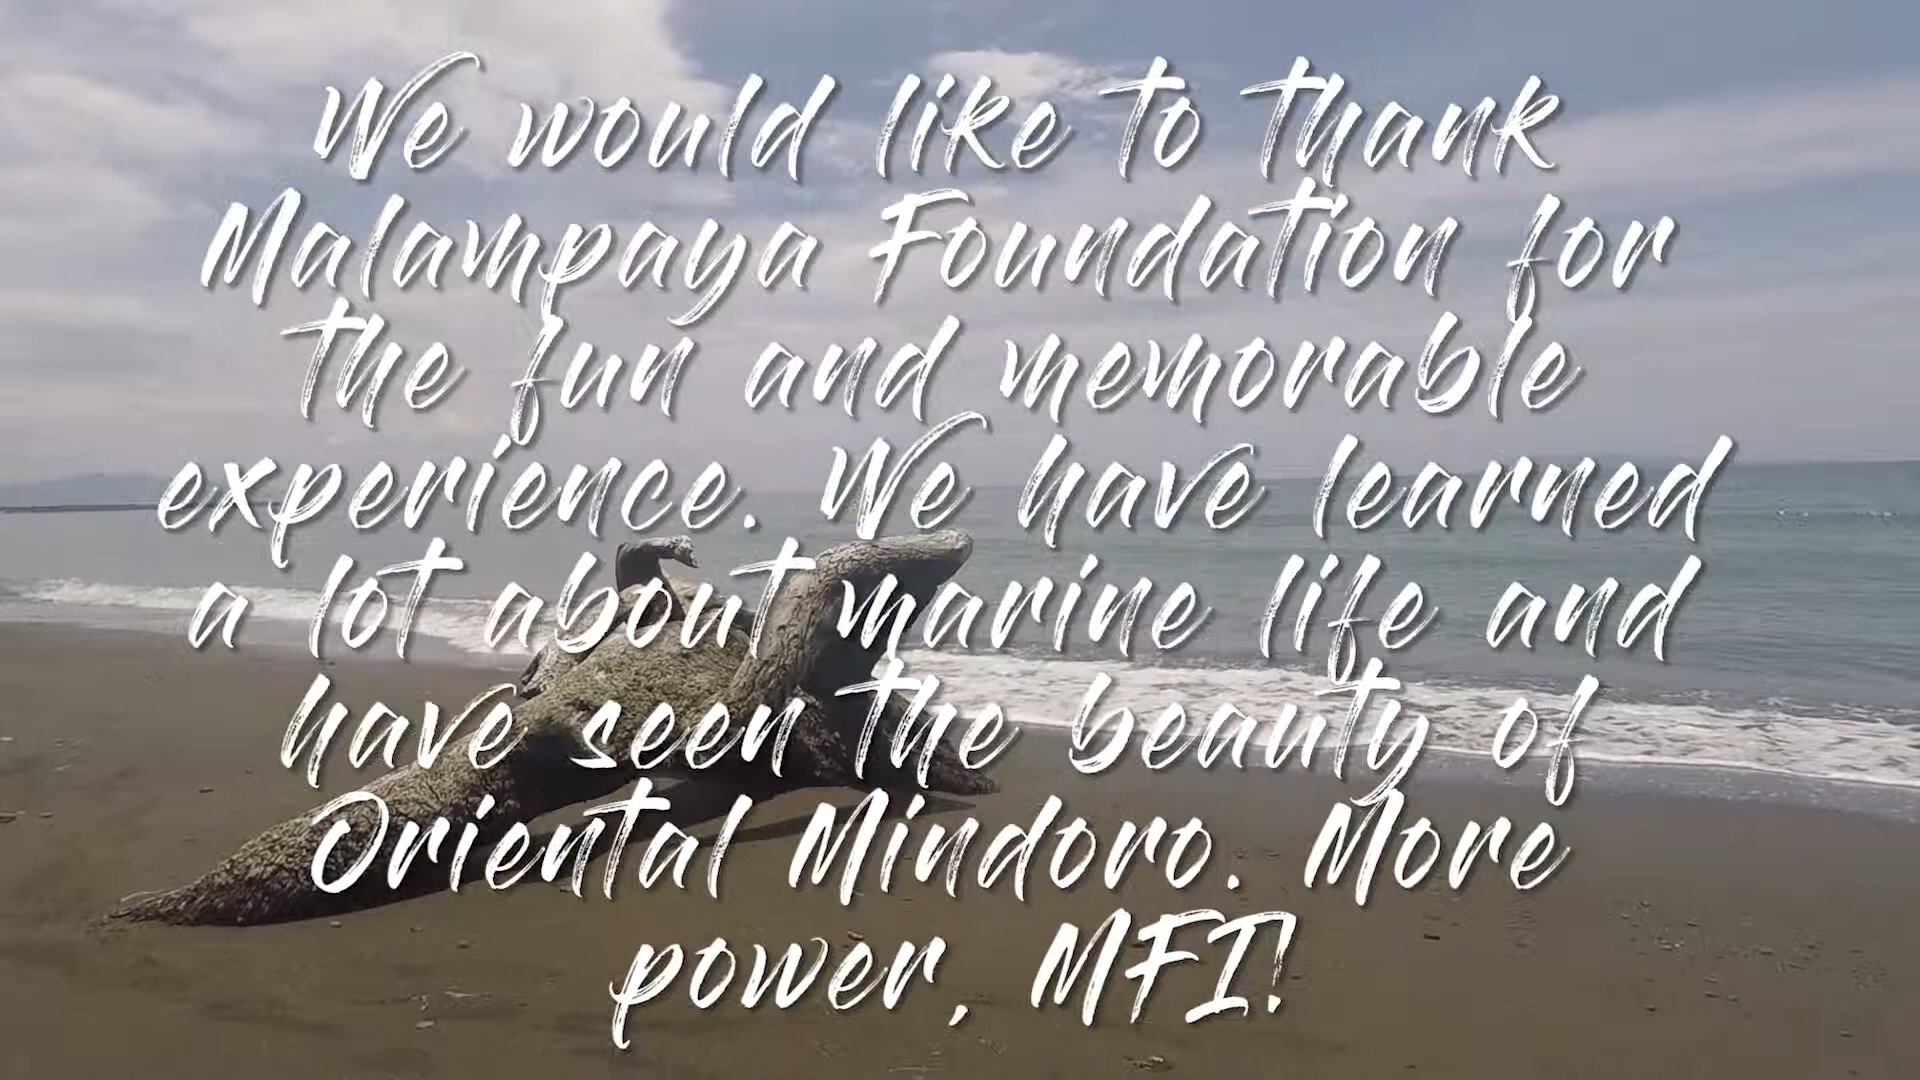 We would like to thank
Malampaya Foundation for
the fun and memorable
experience. We have learned
a lot about marine life and
have seen the beauty of
Oriental Mindoro. More
power, MFI!